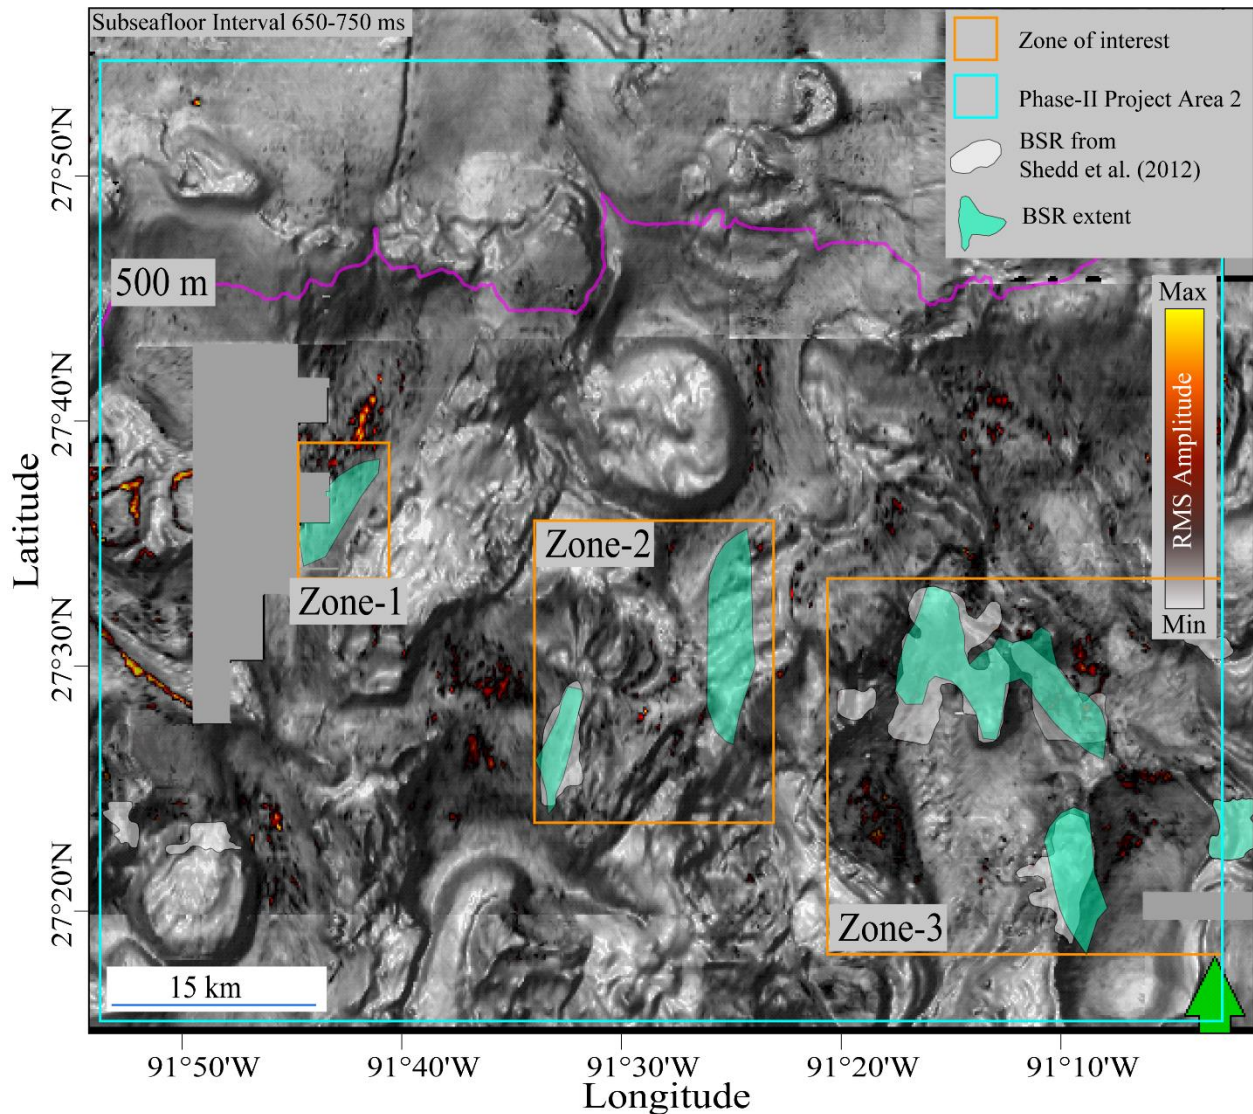 Subseafloor Interval 650-750 ms
Zone of interest
Phase-II Project Area 2
BSR from
Shedd et al. (2012)
BSR extent
27°50'N
500 m
Max
RMS Amplitude
Min
27°40'N
Latitude
Zone-1
Zone-2
27°30'N
Zone-3
27°20'N
15 km
91°50'W
91°40'W
91°30'W
91°20'W
91°10'W
Longitude